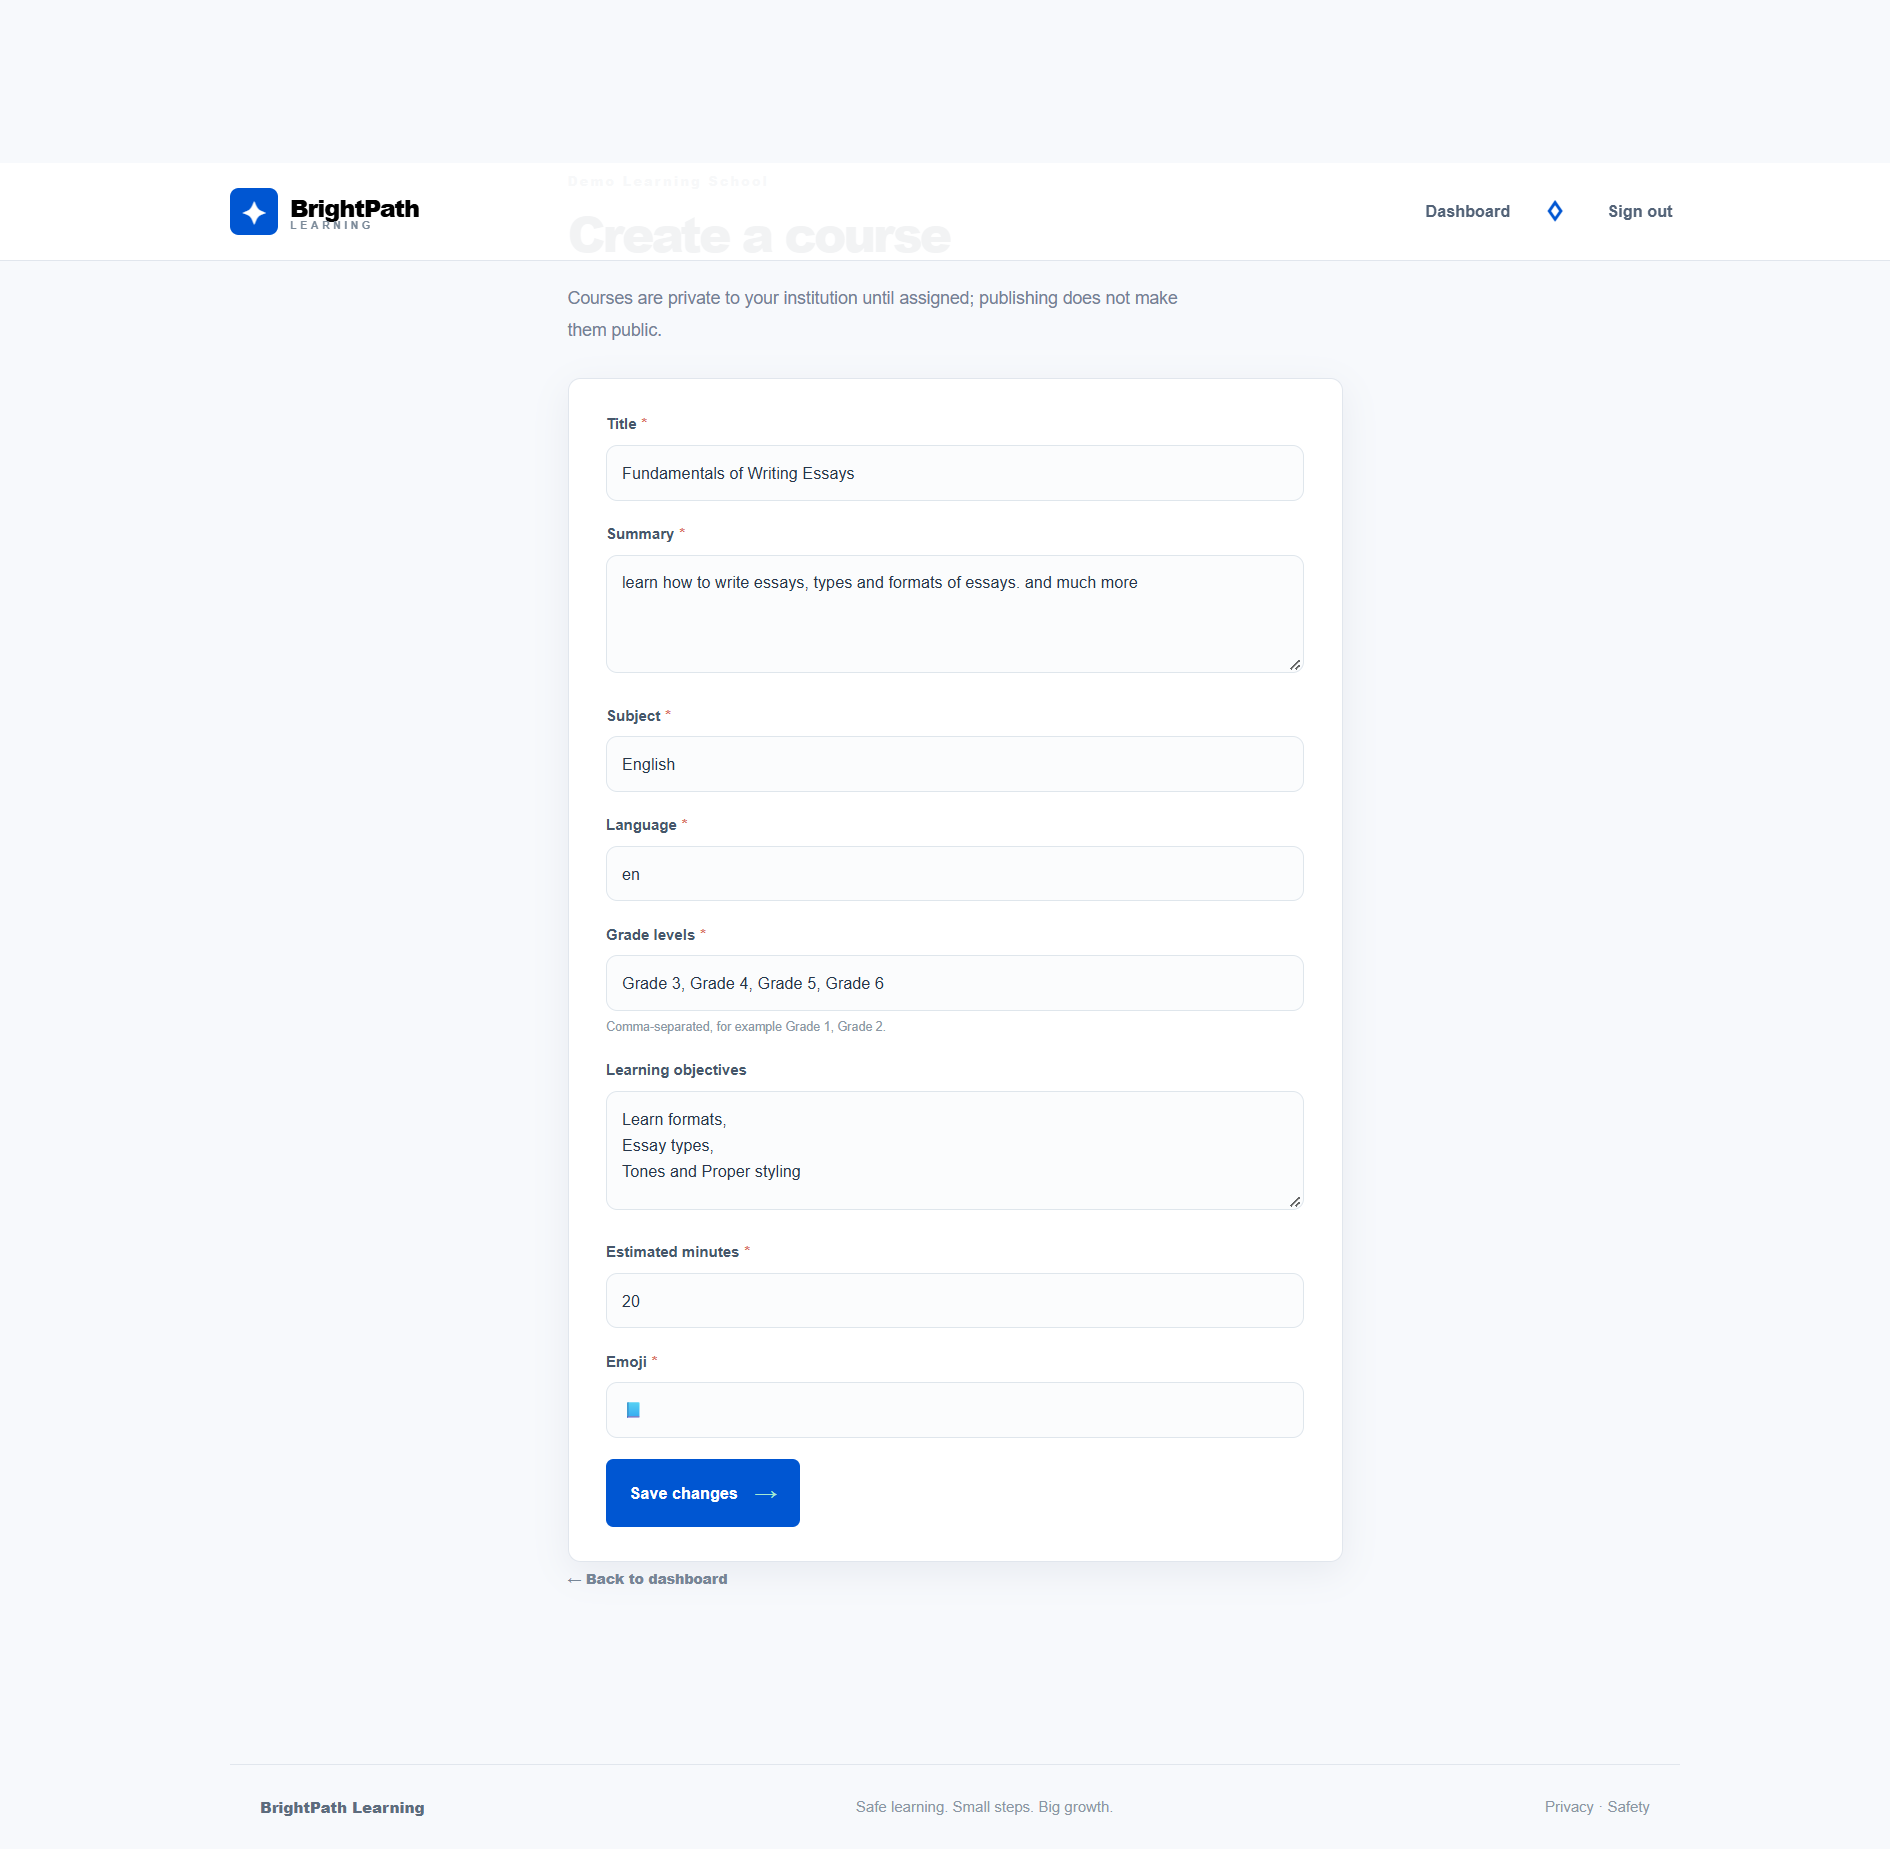 BrightPath
LEARNING
Dashboard
Sign out
Demo Learning School
Create a course
Courses are private to your institution until assigned; publishing does not make
them public.
Title *
Fundamentals of Writing Essays
Summary *
learn how to write essays, types and formats of essays. and much more
Subject *
English
Language *
en
Grade levels *
Grade 3, Grade 4, Grade 5, Grade 6
Comma-separated, for example Grade 1, Grade 2.
Learning objectives
Learn formats,
Essay types,
Tones and Proper styling
Estimated minutes *
20
Emoji *
📘
Save changes →
← Back to dashboard
BrightPath Learning
Safe learning. Small steps. Big growth.
Privacy · Safety